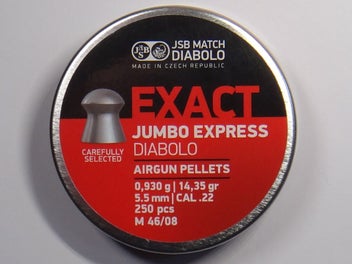 JSB
JSB MATCH
DIABOLO
MADE IN CZECH REPUBLIC
EXACT
JUMBO EXPRESS
DIABOLO
CAREFULLY
SELECTED
AIRGUN PELLETS
0,930 g | 14,35 gr
5.5 mm | CAL .22
250 pcs
M 46/08